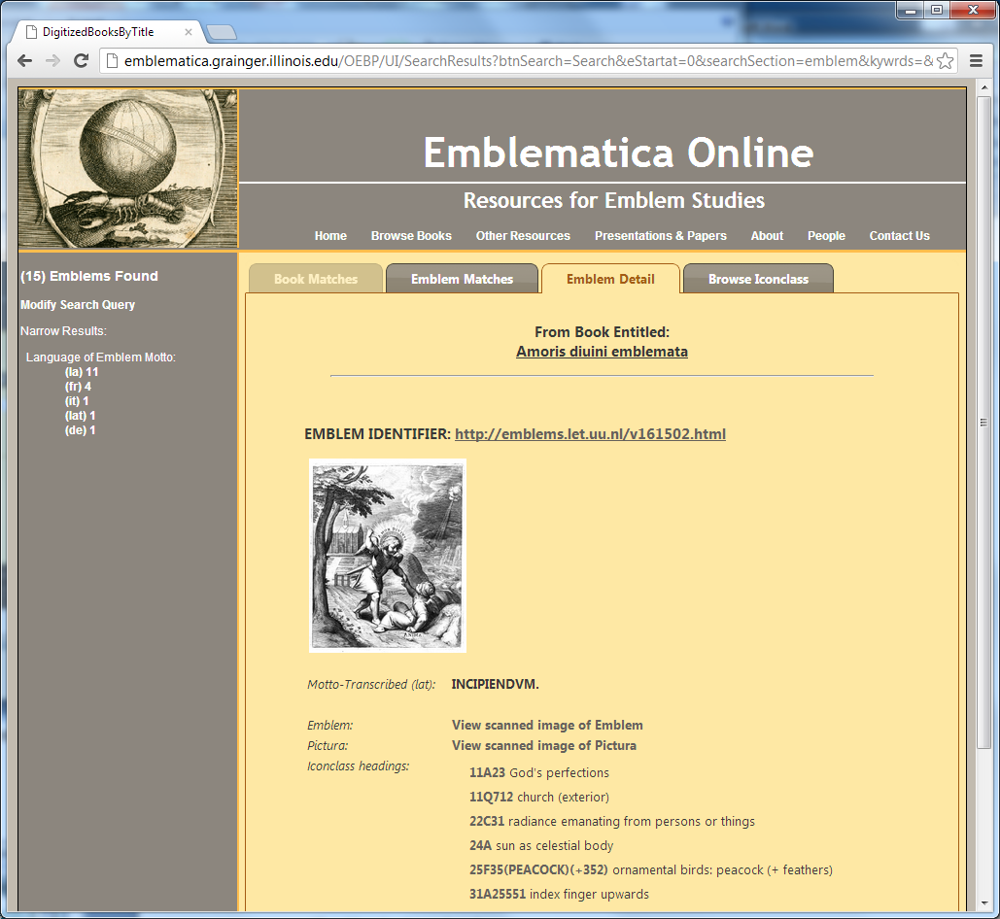 DigitizedBooksByTitle
emblematica.grainger.illinois.edu/OEBP/UI/SearchResults?btnSearch=Search&eStartat=0&searchSection=emblem&kywrds=&
Emblematica Online
Resources for Emblem Studies
Home Browse Books Other Resources Presentations & Papers About People Contact Us
(15) Emblems Found
Modify Search Query
Narrow Results:
Language of Emblem Motto:
(la) 11
(fr) 4
(it) 1
(lat) 1
(de) 1
Book Matches Emblem Matches Emblem Detail Browse Iconclass
From Book Entitled:
Amoris diuini emblemata
EMBLEM IDENTIFIER: http://emblems.let.uu.nl/v161502.html
ANIMA
Motto-Transcribed (lat): INCIPIENDVM.
Emblem: View scanned image of Emblem
Pictura: View scanned image of Pictura
Iconclass headings:
11A23 God's perfections
11Q712 church (exterior)
22C31 radiance emanating from persons or things
24A sun as celestial body
25F35(PEACOCK)(+352) ornamental birds: peacock (+ feathers)
31A25551 index finger upwards